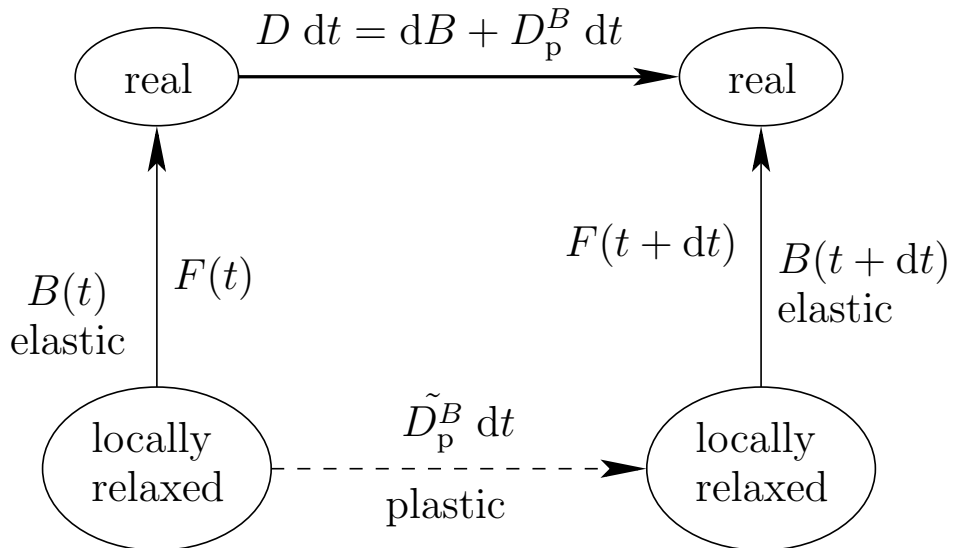 D dt = dB + D_p^B dt
real
real
F(t + dt)
F(t)
B(t)
elastic
B(t + dt)
elastic
D̃_p^B dt
locally
relaxed
plastic
locally
relaxed